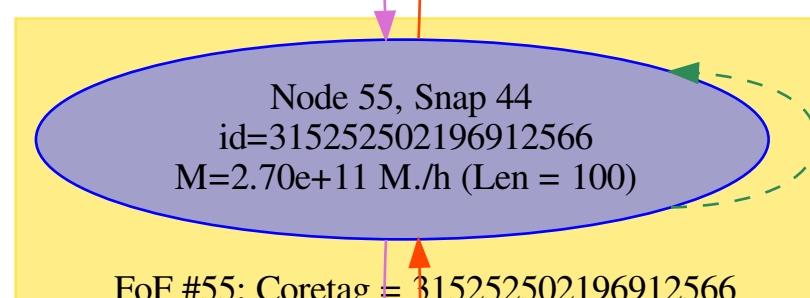 Node 55, Snap 44
id=315252502196912566
M=2.70e+11 M./h (Len = 100)
FoF #55: Coretag = 315252502196912566